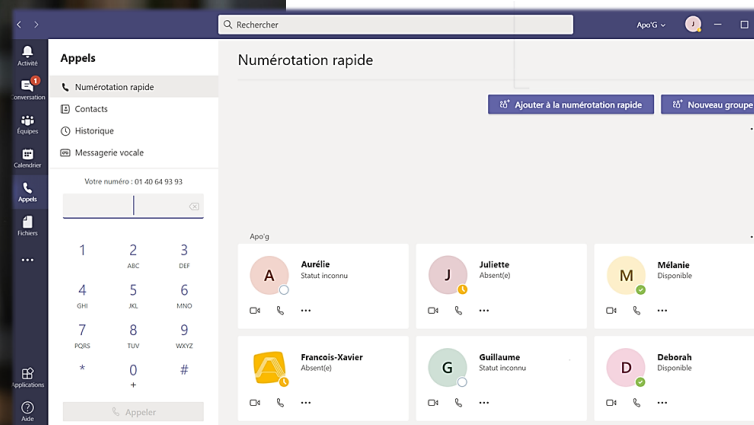 Rechercher
Apo'G
J
Activité
1
Conversation
Équipes
Calendrier
Appels
Fichiers
Applications
Aide
Appels
Numérotation rapide
Contacts
Historique
Messagerie vocale
Votre numéro : 01 40 64 93 93
1 2 3
ABC DEF
4 5 6
GHI JKL MNO
7 8 9
PQRS TUV WXYZ
* 0 #
+
Appeler
Numérotation rapide
Ajouter à la numérotation rapide
Nouveau groupe
Apo'g
A
Aurélie
Statut inconnu
J
Juliette
Absent(e)
M
Mélanie
Disponible
Francois-Xavier
Absent(e)
G
Guillaume
Statut inconnu
D
Deborah
Disponible